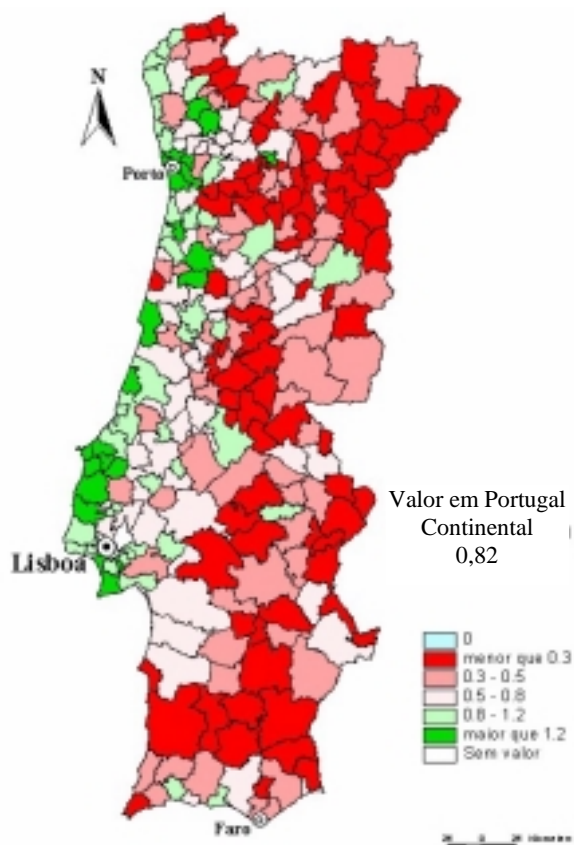 N
Porto
Lisboa
Valor em Portugal
Continental
0,82
0
menor que 0.3
0.3 - 0.5
0.5 - 0.8
0.8 - 1.2
maior que 1.2
Sem valor
Faro